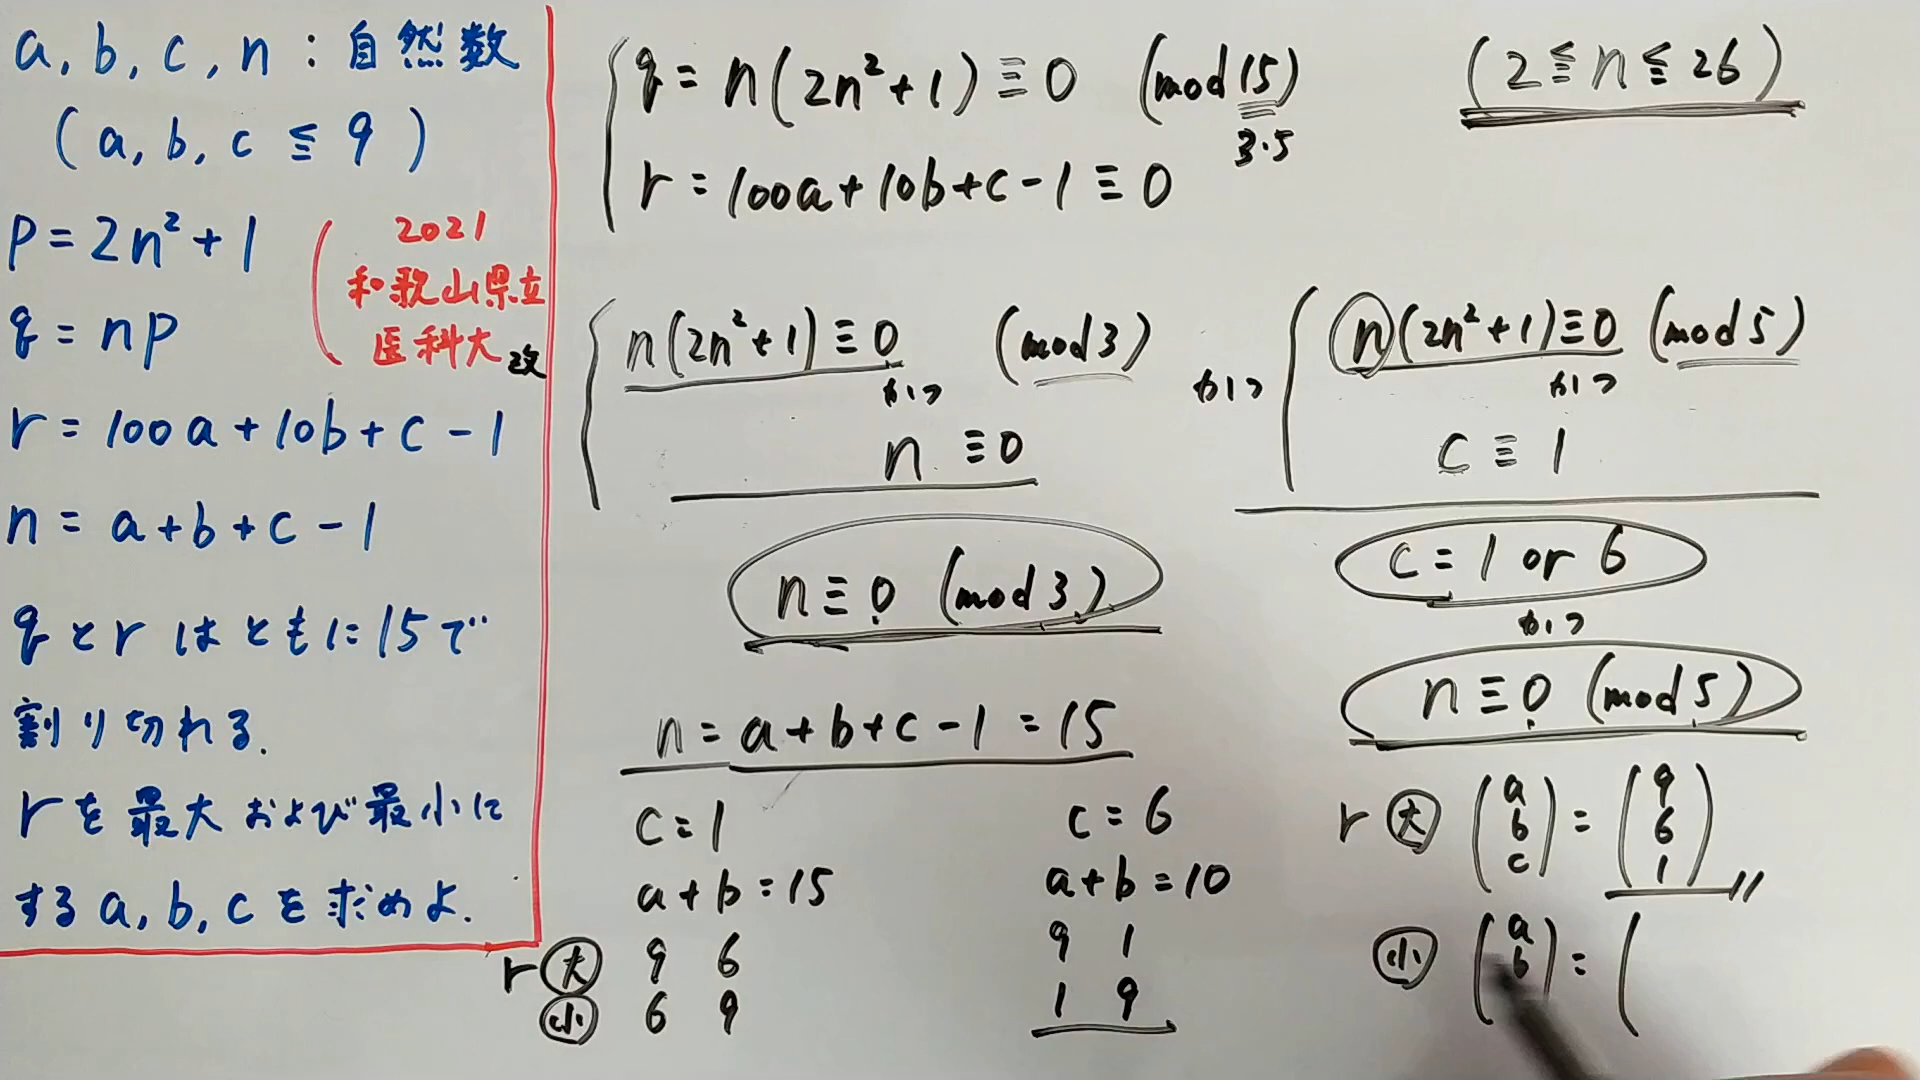 a, b, c, n : 自然数
( a, b, c ≦ 9 )
p = 2n² + 1
q = np
r = 100a + 10b + c - 1
n = a + b + c - 1
q と r はともに 15で
割り切れる.
r を最大および最小に
する a, b, c を求めよ.
( 2021
和歌山県立
医科大 改
q = n(2n² + 1) ≡ 0 (mod 15)
3・5
r = 100a + 10b + c - 1 ≡ 0
( 2 ≦ n ≦ 26 )
n(2n² + 1) ≡ 0 (mod 3)
かつ
n ≡ 0
n ≡ 0 (mod 3)
かつ
n(2n² + 1) ≡ 0 (mod 5)
かつ
c ≡ 1
c = 1 or 6
かつ
n ≡ 0 (mod 5)
n = a + b + c - 1 = 15
c = 1
a + b = 15
r 大 9 6
小 6 9
c = 6
a + b = 10
9 1
1 9
r 大 (a b c) = (9 6 1)
小 (a b ) = (